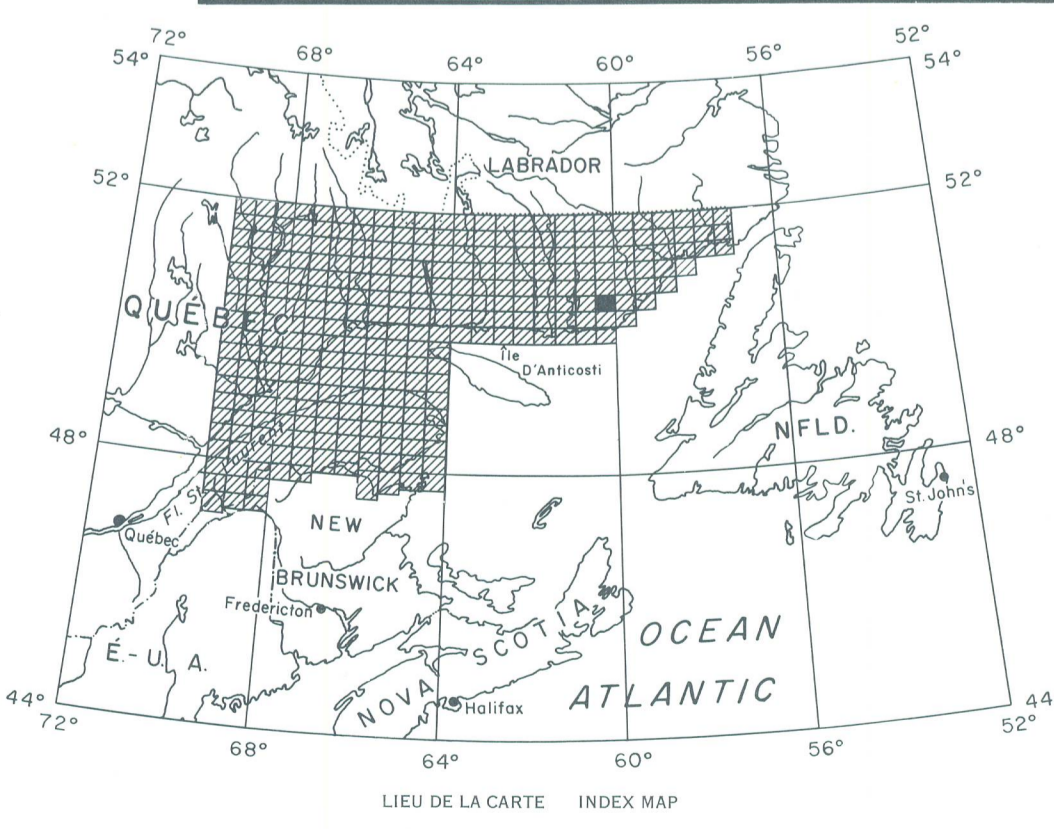 72° 68° 64° 60° 56° 52°
54° 54°
LABRADOR
52° 52°
QUÉBEC
Île
D'Anticosti
NFLD.
48° 48°
St. John's
Fl. St Laurent
Québec
NEW
BRUNSWICK
Fredericton
É.-U. A.
NOVA SCOTIA
Halifax
OCEAN
ATLANTIC
44° 44
72° 68° 64° 60° 56° 52°
LIEU DE LA CARTE INDEX MAP